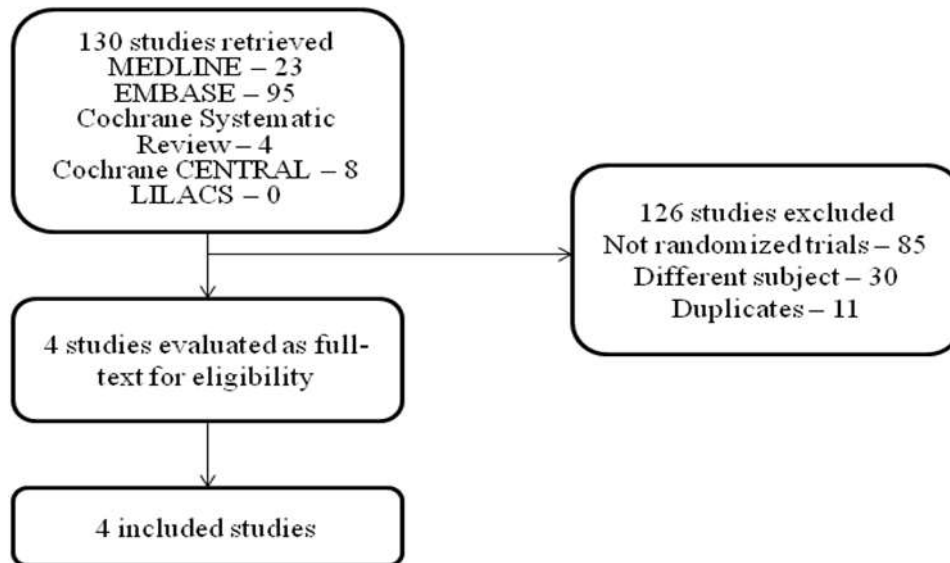 130 studies retrieved
MEDLINE – 23
EMBASE – 95
Cochrane Systematic
Review – 4
Cochrane CENTRAL – 8
LILACS – 0
126 studies excluded
Not randomized trials – 85
Different subject – 30
Duplicates – 11
4 studies evaluated as full-
text for eligibility
4 included studies